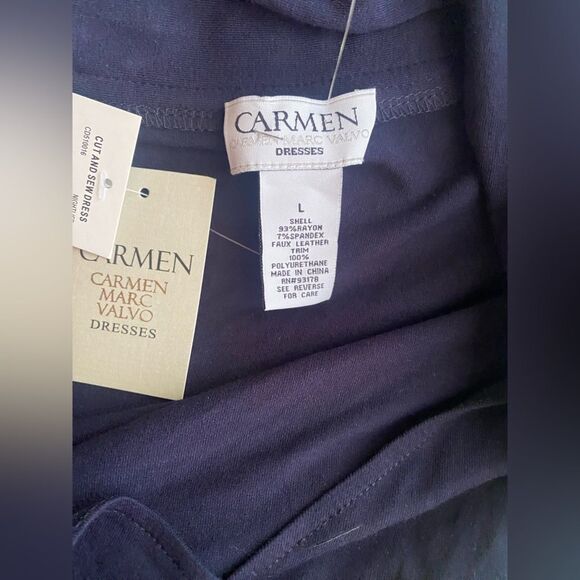 CARMEN
CARMEN MARC VALVO
DRESSES
L
SHELL
93%RAYON
7%SPANDEX
FAUX LEATHER
TRIM
100%
POLYURETHANE
MADE IN CHINA
RN#93178
SEE REVERSE
FOR CARE
CUT AND SEW DRESS
CD510016
CARMEN
CARMEN
MARC
VALVO
DRESSES